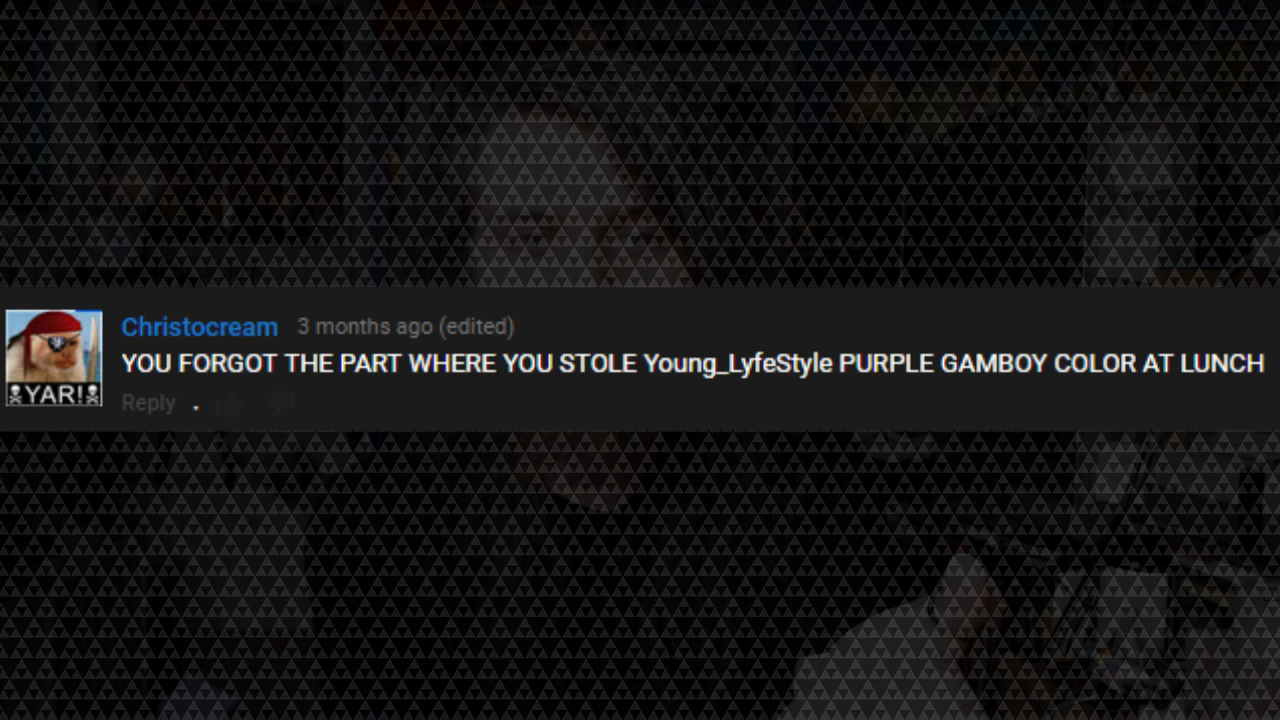 Christocream 3 months ago (edited)
YOU FORGOT THE PART WHERE YOU STOLE Young_LyfeStyle PURPLE GAMBOY COLOR AT LUNCH
YAR!
Reply